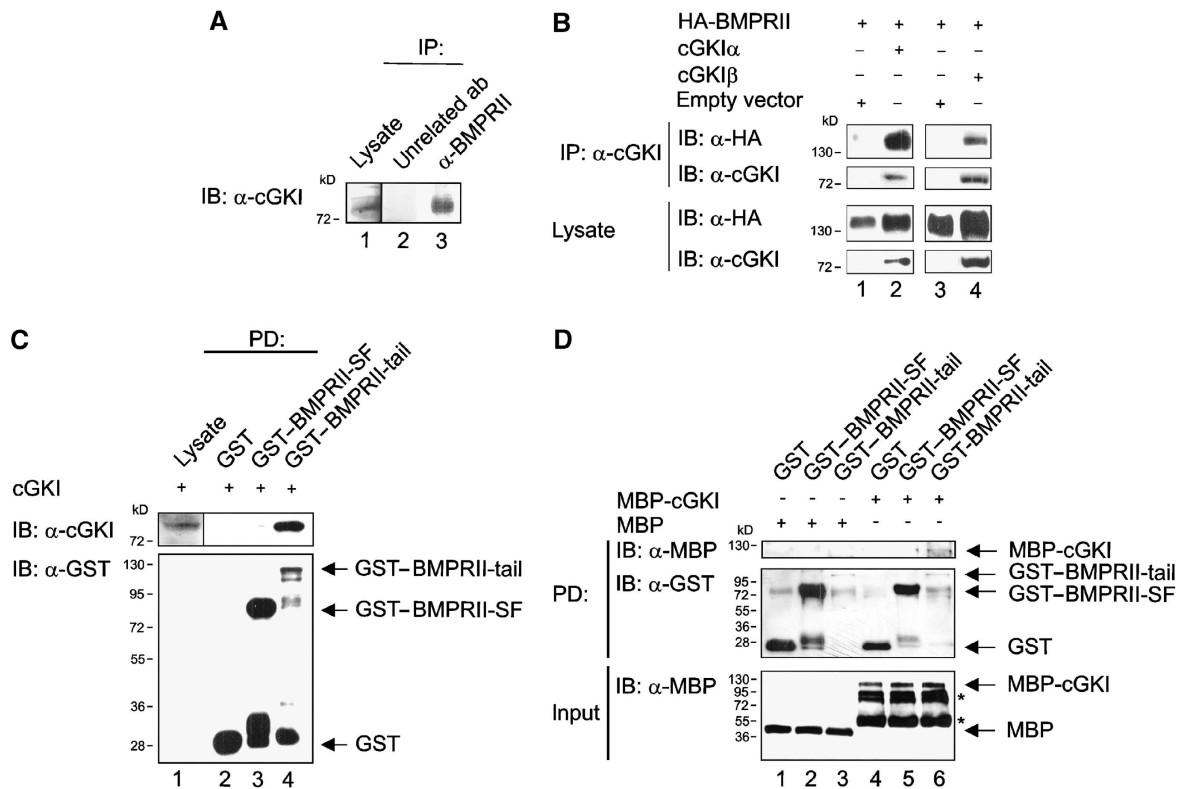 A
IP:
Lysate
Unrelated ab
α-BMPRII
kD
IB: α-cGKI
72
1 2 3
B
HA-BMPRII + + + +
cGKIα – + – –
cGKIβ – – – +
Empty vector + – + –
kD
IP: α-cGKI
IB: α-HA
130
IB: α-cGKI
72
Lysate
IB: α-HA
130
IB: α-cGKI
72
1 2 3 4
C
PD:
Lysate
GST
GST–BMPRII-SF
GST–BMPRII-tail
cGKI + + + +
kD
IB: α-cGKI
72
IB: α-GST
130
GST–BMPRII-tail
95
GST–BMPRII-SF
72
55
36
28
GST
1 2 3 4
D
GST
GST–BMPRII-SF
GST–BMPRII-tail
GST
GST–BMPRII-SF
GST-BMPRII-tail
MBP-cGKI - - - + + +
MBP + + + - - -
kD
PD:
IB: α-MBP
130
MBP-cGKI
IB: α-GST
GST–BMPRII-tail
95
GST–BMPRII-SF
72
55
36
28
GST
Input
IB: α-MBP
130
MBP-cGKI
95
*
72
55
*
36
MBP
1 2 3 4 5 6